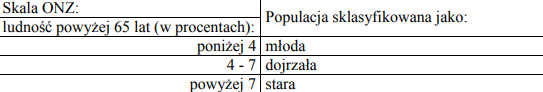 Skala ONZ:
ludność powyżej 65 lat (w procentach): Populacja sklasyfikowana jako:
poniżej 4 młoda
4 - 7 dojrzała
powyżej 7 stara